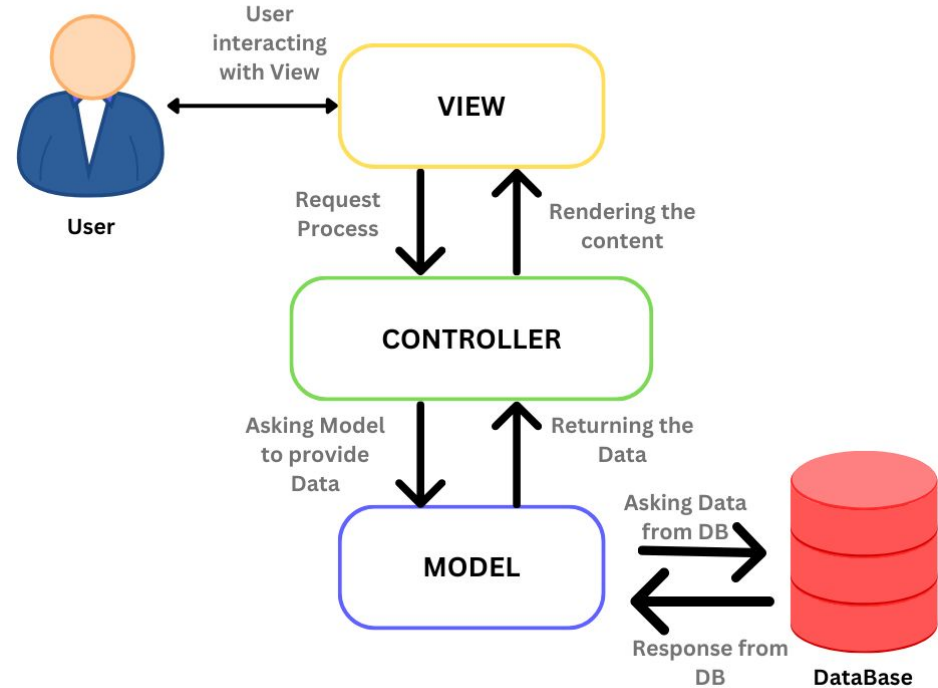 User
interacting
with View
VIEW
User
Request
Process
Rendering the
content
CONTROLLER
Asking Model
to provide
Data
Returning the
Data
MODEL
Asking Data
from DB
Response from
DB
DataBase